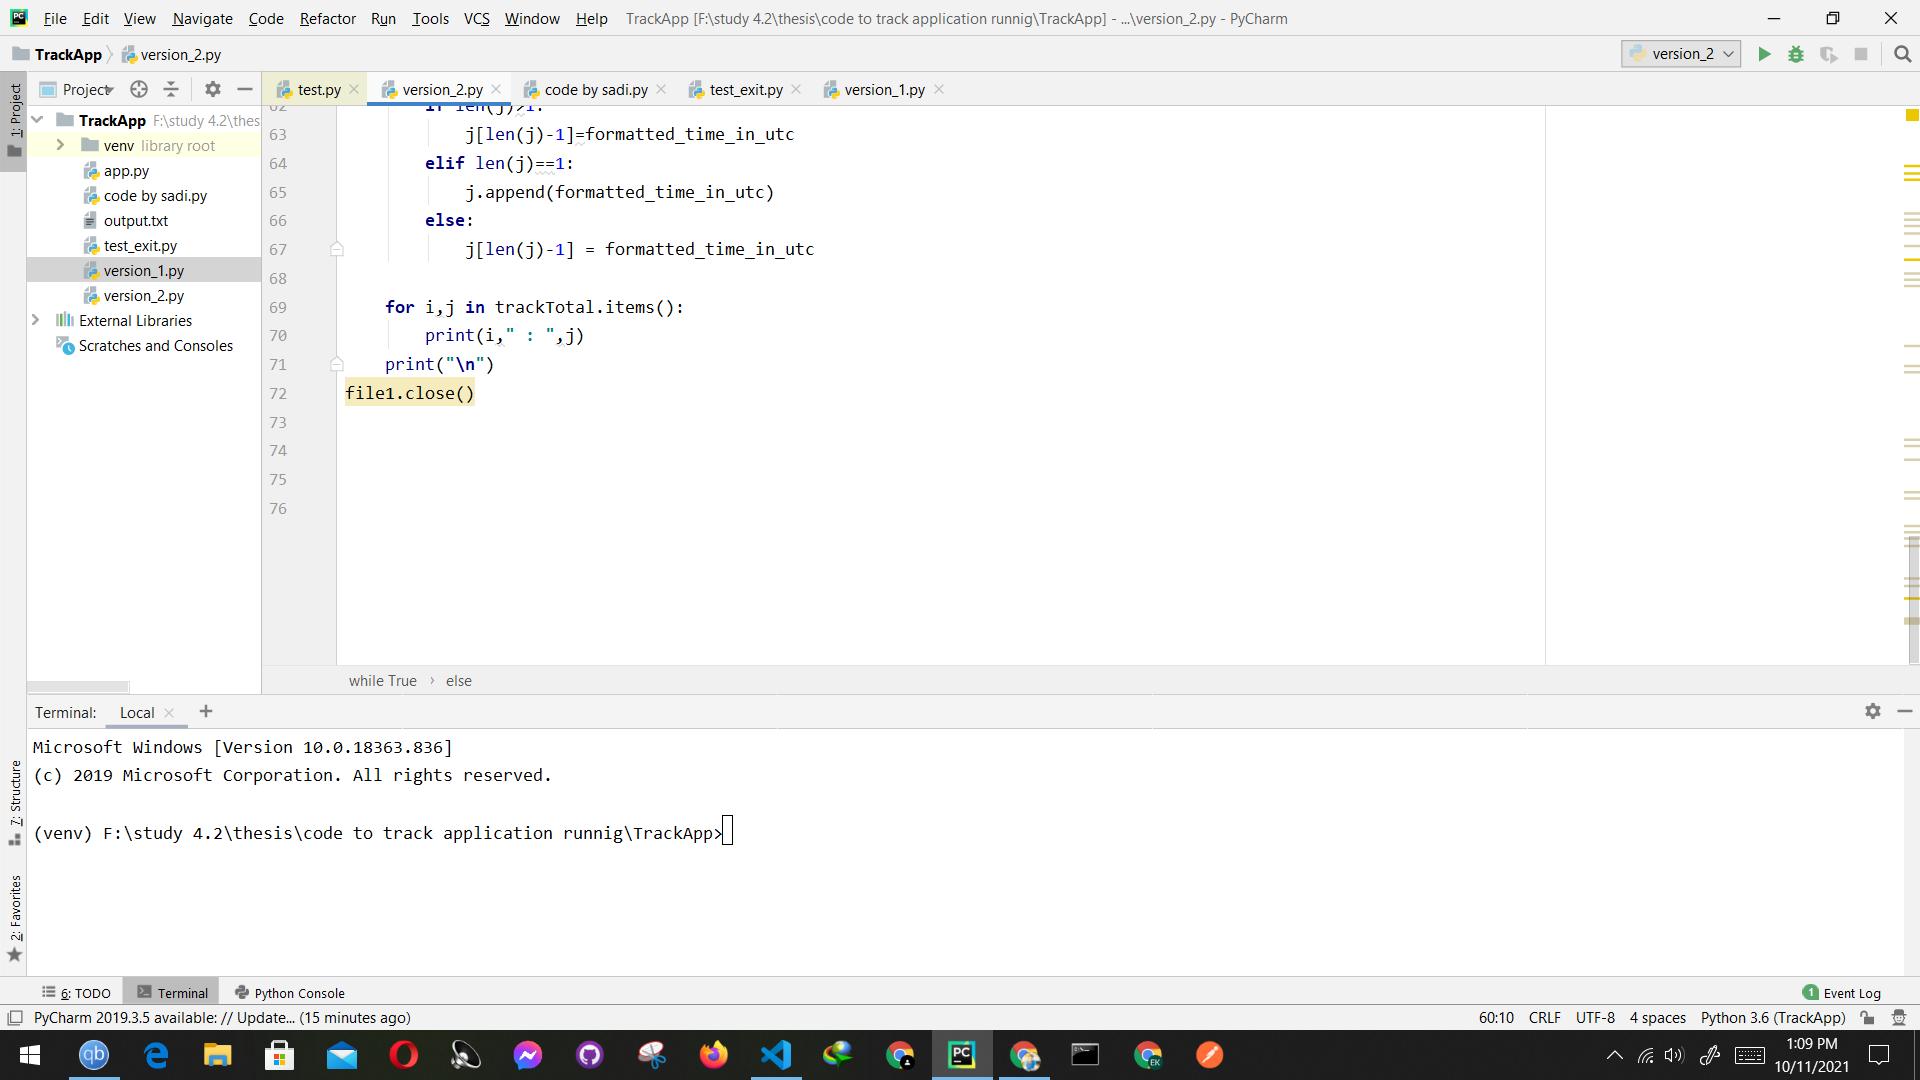 File Edit View Navigate Code Refactor Run Tools VCS Window Help TrackApp [F:\study 4.2\thesis\code to track application runnig\TrackApp] - ...\version_2.py - PyCharm
TrackApp version_2.py version_2
1: Project
Project
test.py version_2.py code by sadi.py test_exit.py version_1.py
TrackApp F:\study 4.2\thes
venv library root
app.py
code by sadi.py
output.txt
test_exit.py
version_1.py
version_2.py
External Libraries
Scratches and Consoles
62 if len(j)>1:
63 j[len(j)-1]=formatted_time_in_utc
64 elif len(j)==1:
65 j.append(formatted_time_in_utc)
66 else:
67 j[len(j)-1] = formatted_time_in_utc
68
69 for i,j in trackTotal.items():
70 print(i," : ",j)
71 print("\n")
72 file1.close()
73
74
75
76
while True › else
Terminal: Local
Microsoft Windows [Version 10.0.18363.836]
(c) 2019 Microsoft Corporation. All rights reserved.
(venv) F:\study 4.2\thesis\code to track application runnig\TrackApp>
7: Structure
2: Favorites
6: TODO Terminal Python Console 1 Event Log
PyCharm 2019.3.5 available: // Update... (15 minutes ago) 60:10 CRLF UTF-8 4 spaces Python 3.6 (TrackApp)
qb PC EK
1:09 PM
10/11/2021